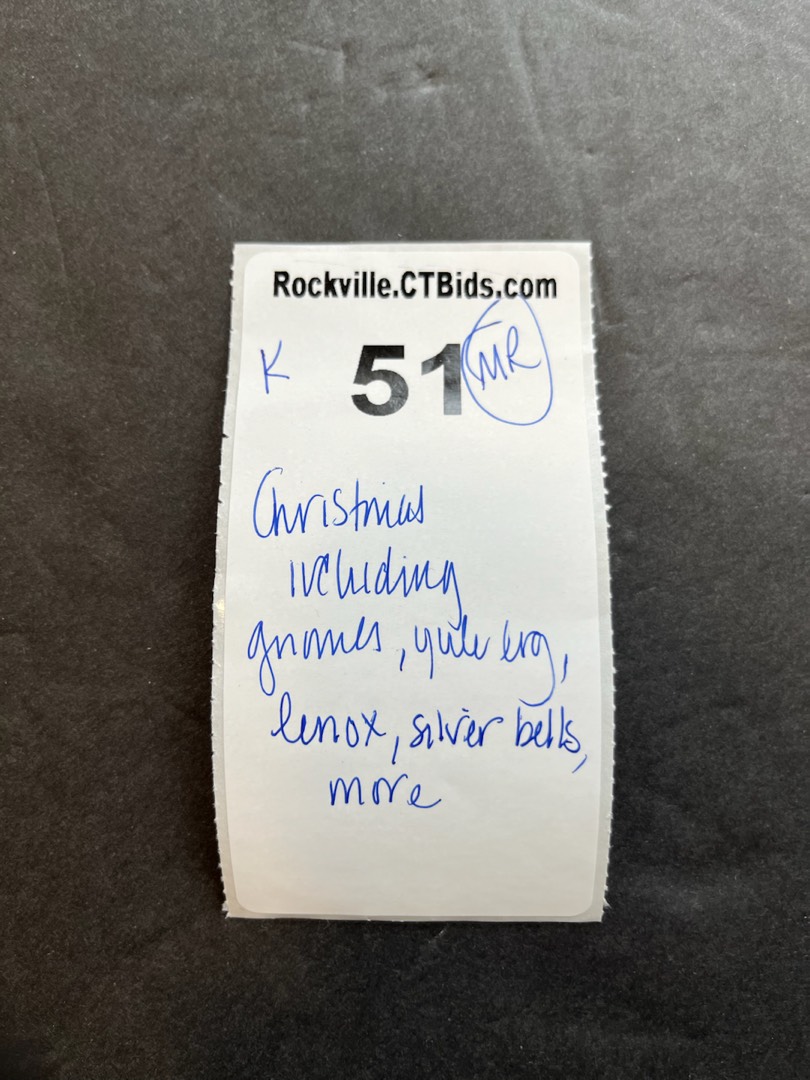 Rockville.CTBids.com
K 51 MR
Christmas
including
gnomes, yule log,
lenox, silver bells,
more